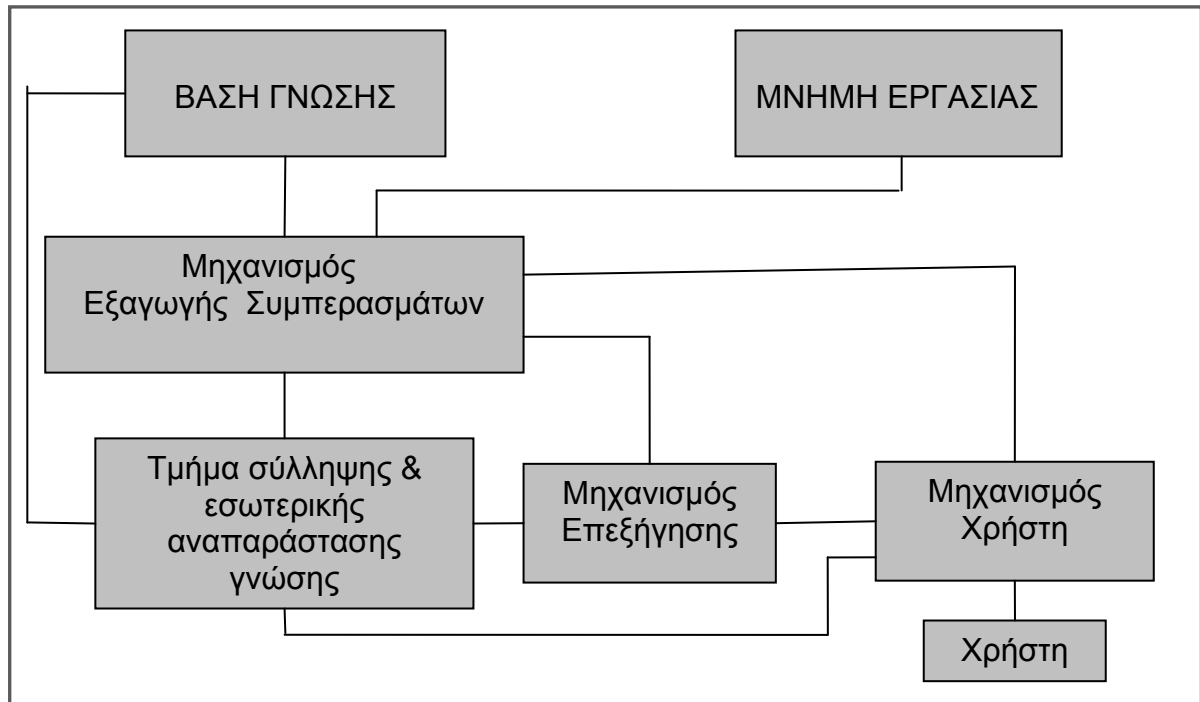 ΒΑΣΗ ΓΝΩΣΗΣ
ΜΝΗΜΗ ΕΡΓΑΣΙΑΣ
Μηχανισμός
Εξαγωγής Συμπερασμάτων
Τμήμα σύλληψης &
εσωτερικής
αναπαράστασης
γνώσης
Μηχανισμός
Επεξήγησης
Μηχανισμός
Χρήστη
Χρήστη